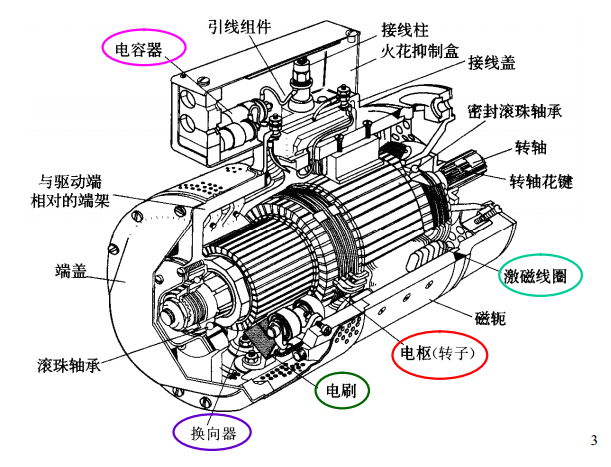 引线组件
接线柱
电容器
火花抑制盒
接线盖
密封滚珠轴承
转轴
与驱动端
相对的端架
转轴花键
端盖
激磁线圈
磁轭
滚珠轴承
电枢(转子)
电刷
换向器
3